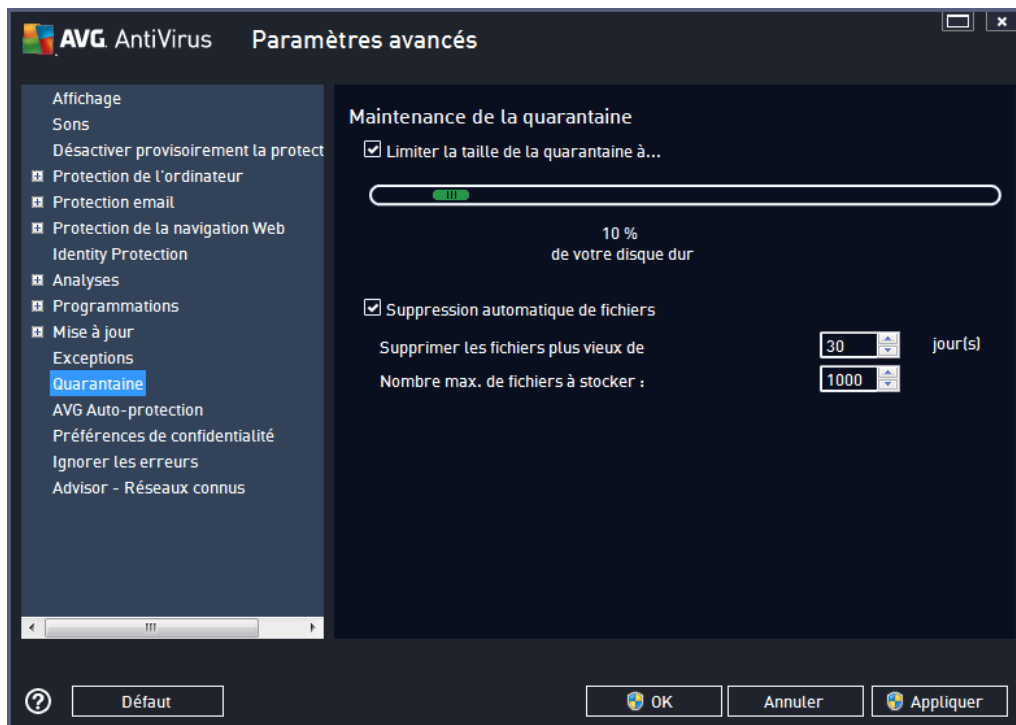 AVG. AntiVirus Paramètres avancés
Affichage
Sons
Désactiver provisoirement la protect
Protection de l'ordinateur
Protection email
Protection de la navigation Web
Identity Protection
Analyses
Programmations
Mise à jour
Exceptions
Quarantaine
AVG Auto-protection
Préférences de confidentialité
Ignorer les erreurs
Advisor - Réseaux connus
Maintenance de la quarantaine
Limiter la taille de la quarantaine à...
10 %
de votre disque dur
Suppression automatique de fichiers
Supprimer les fichiers plus vieux de 30 jour(s)
Nombre max. de fichiers à stocker : 1000
? Défaut OK Annuler Appliquer